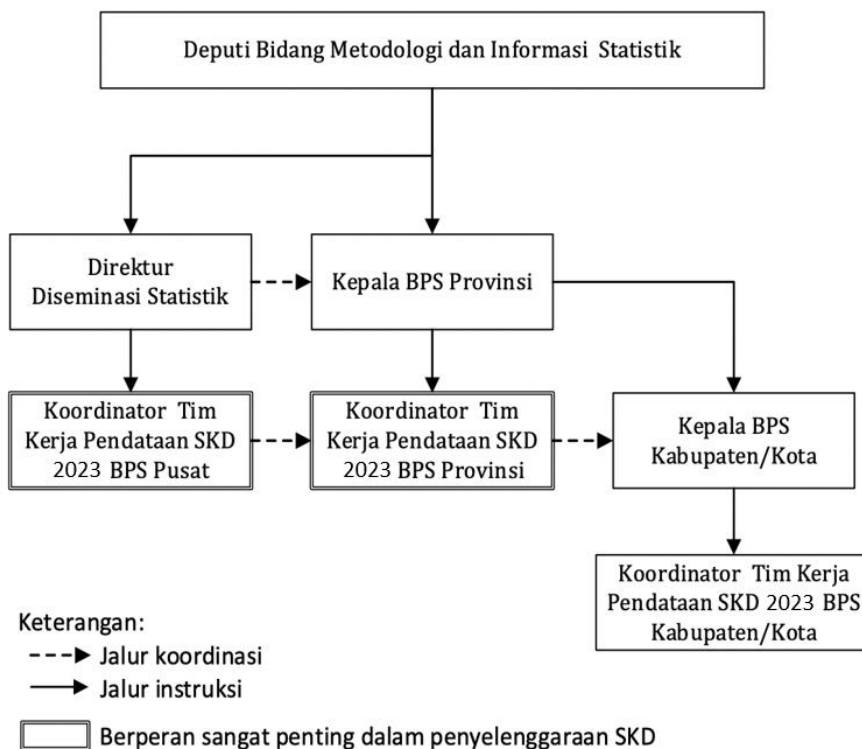 Deputi Bidang Metodologi dan Informasi Statistik
Direktur
Diseminasi Statistik
Kepala BPS Provinsi
Koordinator Tim
Kerja Pendataan SKD
2023 BPS Pusat
Koordinator Tim
Kerja Pendataan SKD
2023 BPS Provinsi
Kepala BPS
Kabupaten/Kota
Koordinator Tim Kerja
Pendataan SKD 2023 BPS
Kabupaten/Kota
Keterangan:
Jalur koordinasi
Jalur instruksi
Berperan sangat penting dalam penyelenggaraan SKD